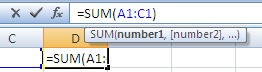 fx =SUM(A1:C1)
SUM(number1, [number2], ...)
C D
=SUM(A1: